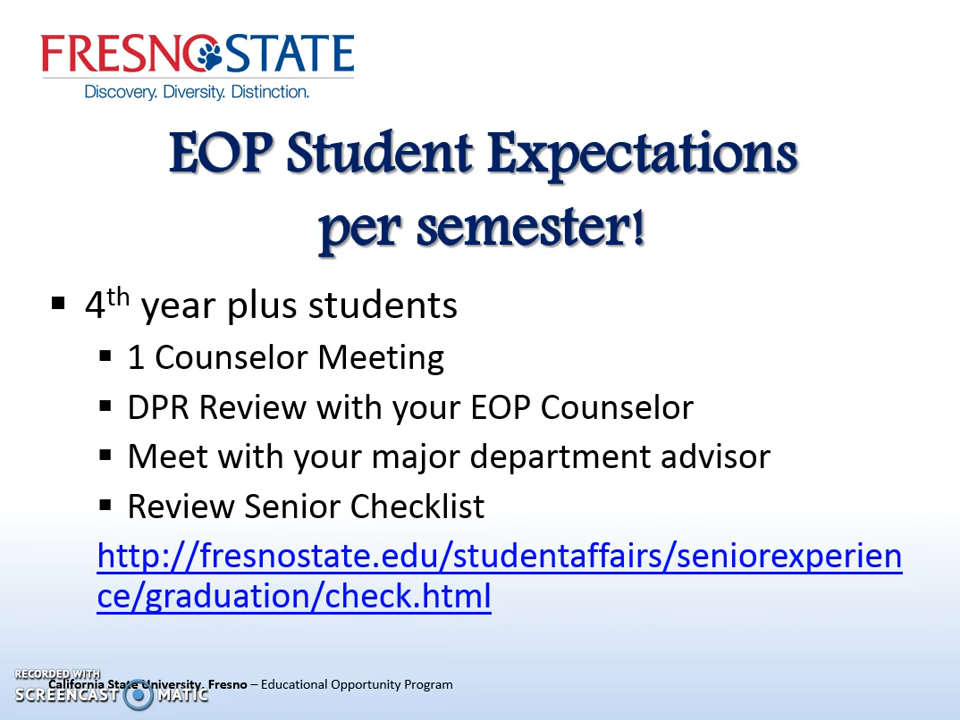 FRESNO STATE
Discovery. Diversity. Distinction.
EOP Student Expectations
per semester!
▪ 4th year plus students
▪ 1 Counselor Meeting
▪ DPR Review with your EOP Counselor
▪ Meet with your major department advisor
▪ Review Senior Checklist
http://fresnostate.edu/studentaffairs/seniorexperien
ce/graduation/check.html
RECORDED WITH
SCREENCAST MATIC
California State University, Fresno – Educational Opportunity Program